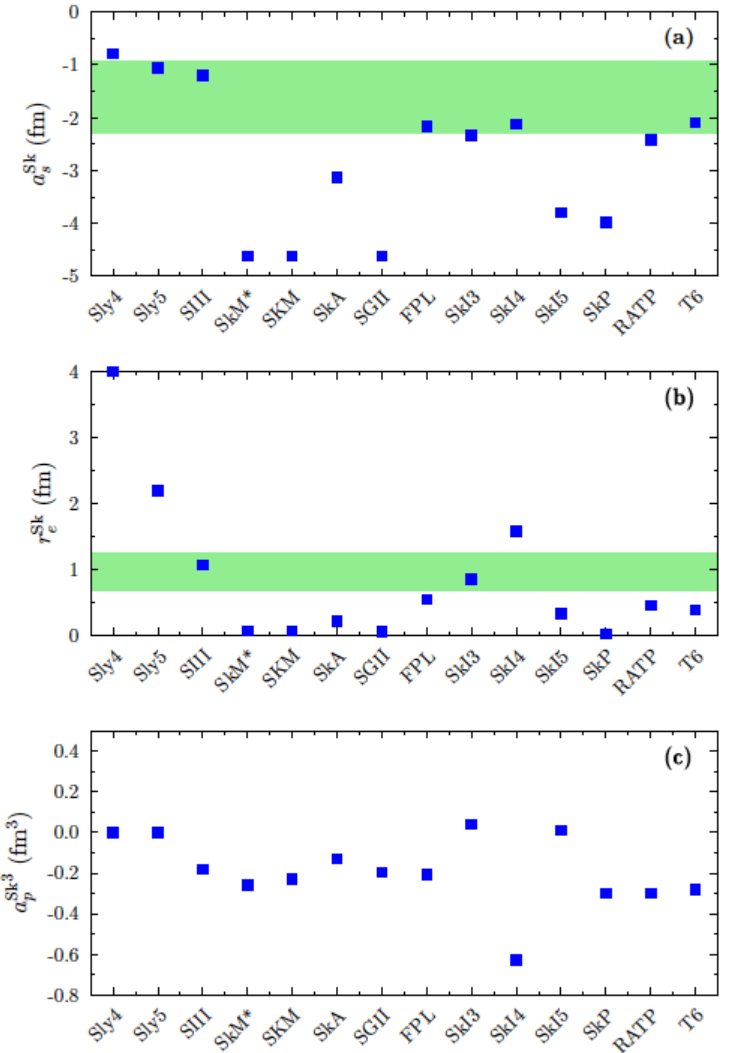 (a)
0
-1
-2
-3
-4
-5
a_s^Sk (fm)
Sly4 Sly5 SIII SkM* SKM SkA SGII FPL SkI3 SkI4 SkI5 SkP RATP T6
(b)
4
3
2
1
0
r_e^Sk (fm)
Sly4 Sly5 SIII SkM* SKM SkA SGII FPL SkI3 SkI4 SkI5 SkP RATP T6
(c)
0.4
0.2
0.0
-0.2
-0.4
-0.6
-0.8
a_p^Sk^3 (fm^3)
Sly4 Sly5 SIII SkM* SKM SkA SGII FPL SkI3 SkI4 SkI5 SkP RATP T6